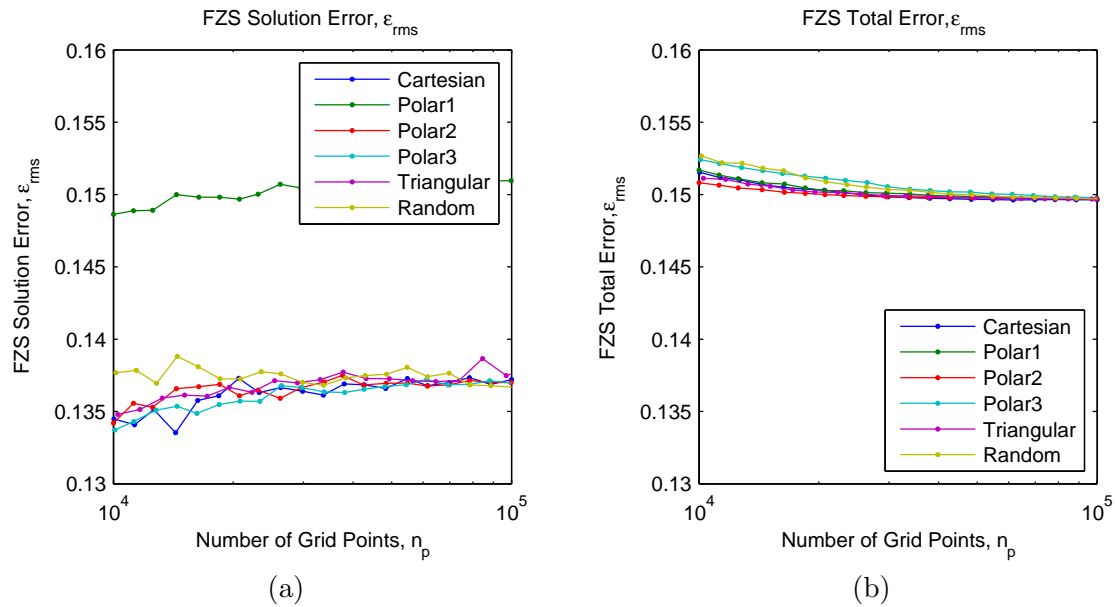 FZS Solution Error, ε_rms
0.16
0.155
0.15
0.145
0.14
0.135
0.13
FZS Solution Error, ε_rms
Cartesian
Polar1
Polar2
Polar3
Triangular
Random
10^4
10^5
Number of Grid Points, n_p
(a)
FZS Total Error,ε_rms
0.16
0.155
0.15
0.145
0.14
0.135
0.13
FZS Total Error,ε_rms
Cartesian
Polar1
Polar2
Polar3
Triangular
Random
10^4
10^5
Number of Grid Points, n_p
(b)